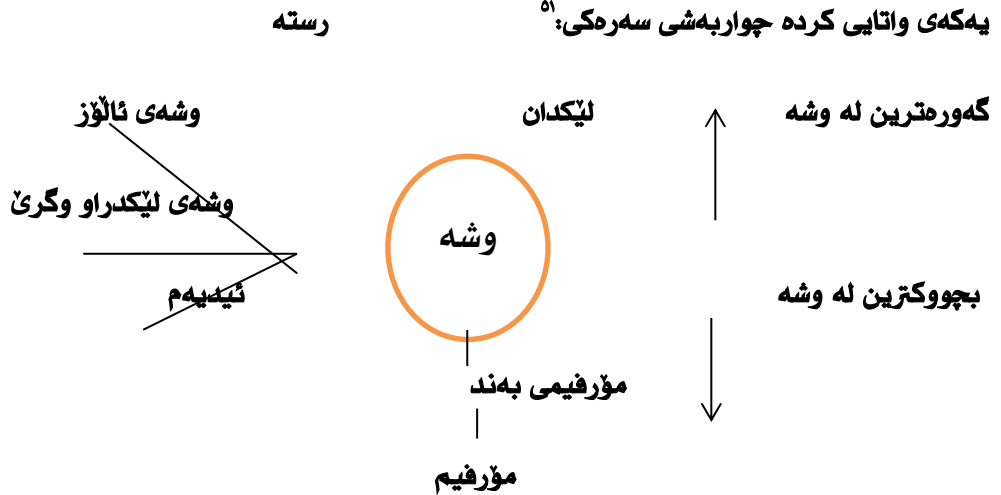 یەکەی واتایی کردە چواربەشی سەرەکی:٥١ رستە
گەورەترین لە وشە لێکدان وشەی ئاڵۆز
وشەی لێکدراو وگرێ
وشە
بچووکترین لە وشە ئیدیەم
مۆرفیمی بەند
مۆرفیم